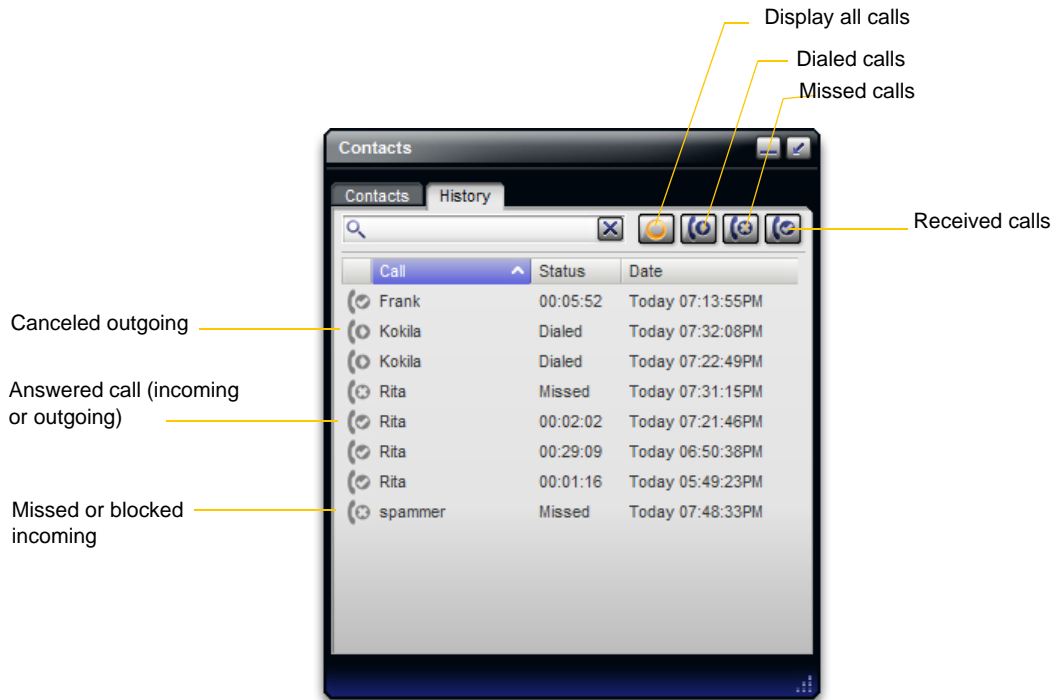 Display all calls
Dialed calls
Missed calls
Contacts
Contacts History
Received calls
Call Status Date
Frank 00:05:52 Today 07:13:55PM
Canceled outgoing
Kokila Dialed Today 07:32:08PM
Kokila Dialed Today 07:22:49PM
Answered call (incoming
or outgoing)
Rita Missed Today 07:31:15PM
Rita 00:02:02 Today 07:21:46PM
Rita 00:29:09 Today 06:50:38PM
Rita 00:01:16 Today 05:49:23PM
Missed or blocked
incoming
spammer Missed Today 07:48:33PM